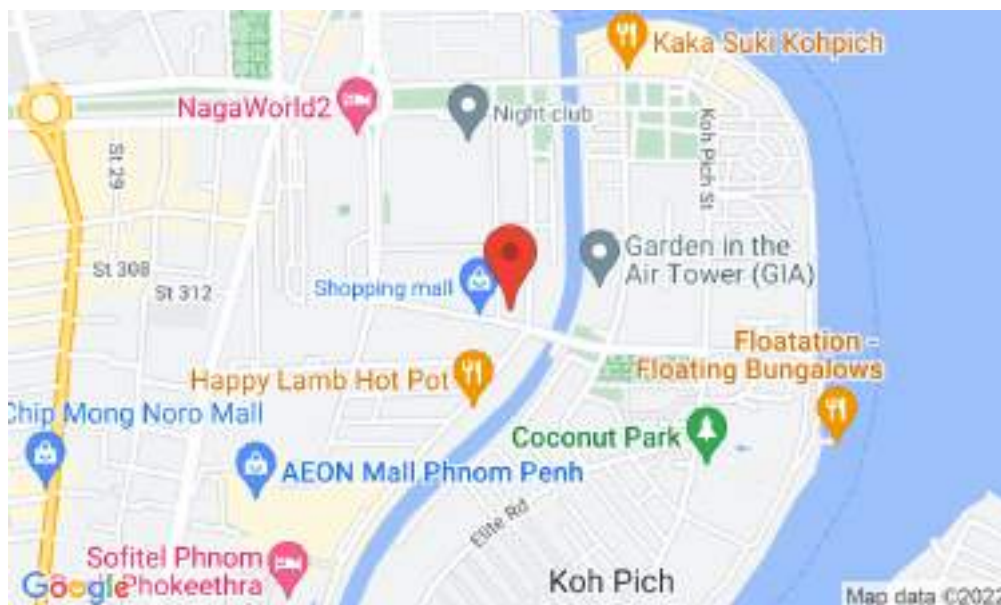 Kaka Suki Kohpich
NagaWorld2
Night club
St 29
Koh Pich St
Garden in the
Air Tower (GIA)
St 308
St 312
Shopping mall
Floatation -
Floating Bungalows
Happy Lamb Hot Pot
Chip Mong Noro Mall
Coconut Park
AEON Mall Phnom Penh
Elite Rd
Sofitel Phnom
Phokeethra
Koh Pich
Google
Map data ©2022